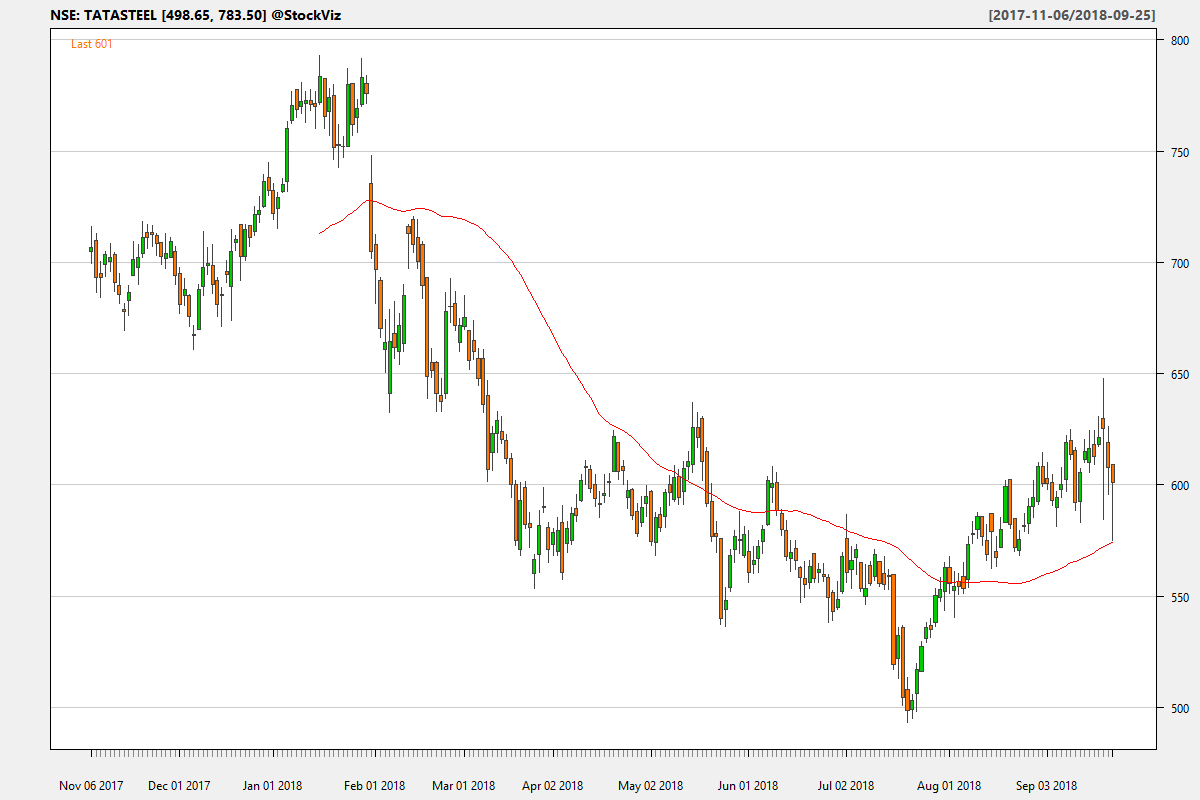 NSE: TATASTEEL [498.65, 783.50] @StockViz
[2017-11-06/2018-09-25]
Last 601
800
750
700
650
600
550
500
Nov 06 2017
Dec 01 2017
Jan 01 2018
Feb 01 2018
Mar 01 2018
Apr 02 2018
May 02 2018
Jun 01 2018
Jul 02 2018
Aug 01 2018
Sep 03 2018